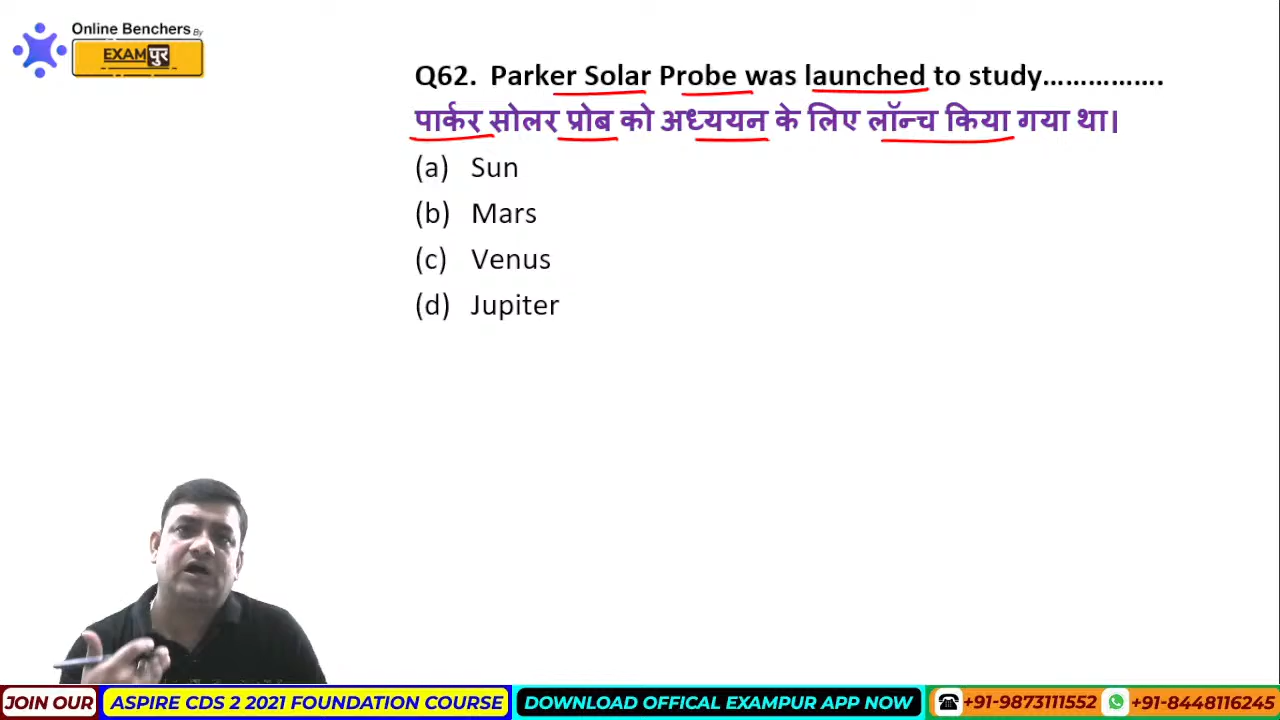 Online Benchers By
EXAMपुर
Q62. Parker Solar Probe was launched to study…………….
पार्कर सोलर प्रोब को अध्ययन के लिए लॉन्च किया गया था।
(a) Sun
(b) Mars
(c) Venus
(d) Jupiter
JOIN OUR ASPIRE CDS 2 2021 FOUNDATION COURSE DOWNLOAD OFFICAL EXAMPUR APP NOW +91-9873111552 +91-8448116245